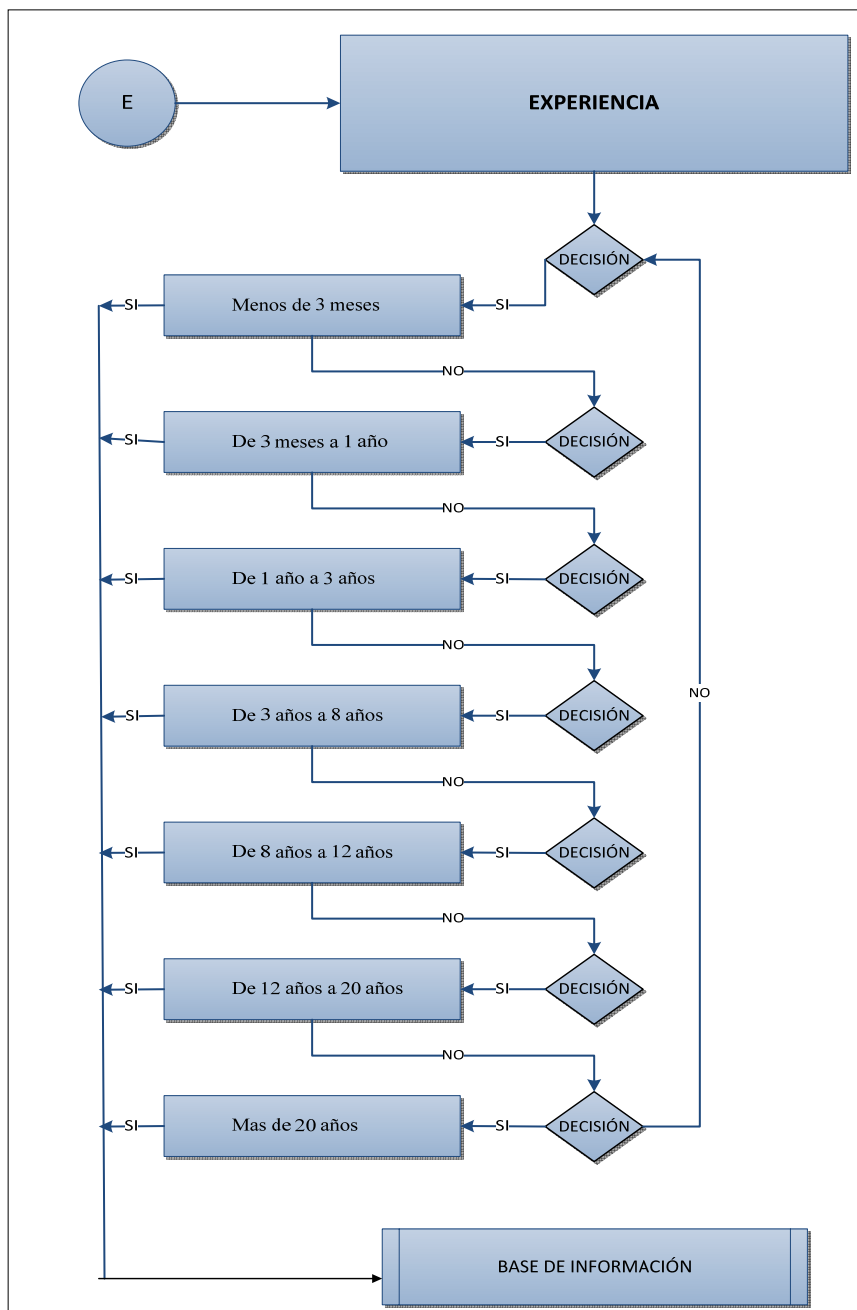 E
EXPERIENCIA
DECISIÓN
SI
Menos de 3 meses
SI
NO
SI
De 3 meses a 1 año
SI
DECISIÓN
NO
SI
De 1 año a 3 años
SI
DECISIÓN
NO
SI
De 3 años a 8 años
SI
DECISIÓN
NO
NO
SI
De 8 años a 12 años
SI
DECISIÓN
NO
SI
De 12 años a 20 años
SI
DECISIÓN
NO
SI
Mas de 20 años
SI
DECISIÓN
BASE DE INFORMACIÓN